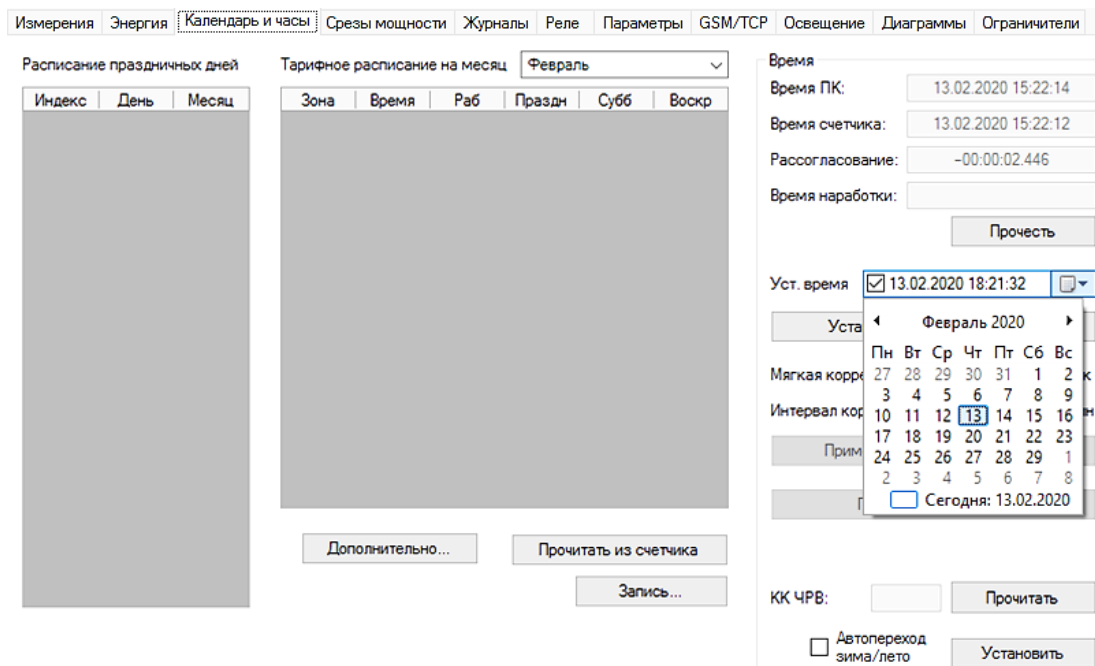 Измерения Энергия Календарь и часы Срезы мощности Журналы Реле Параметры GSM/TCP Освещение Диаграммы Ограничители
Расписание праздничных дней
Индекс День Месяц
Тарифное расписание на месяц Февраль
Зона Время Раб Праздн Субб Воскр
Дополнительно...
Прочитать из счетчика
Запись...
Время
Время ПК: 13.02.2020 15:22:14
Время счетчика: 13.02.2020 15:22:12
Рассогласование: -00:00:02.446
Время наработки:
Прочесть
Уст. время 13.02.2020 18:21:32
Уста
Февраль 2020
Пн Вт Ср Чт Пт Сб Вс
27 28 29 30 31 1 2
3 4 5 6 7 8 9
10 11 12 13 14 15 16
17 18 19 20 21 22 23
24 25 26 27 28 29 1
2 3 4 5 6 7 8
Сегодня: 13.02.2020
Мягкая корре
Интервал кор
Прим
КК ЧРВ:
Прочитать
Автопереход
зима/лето
Установить